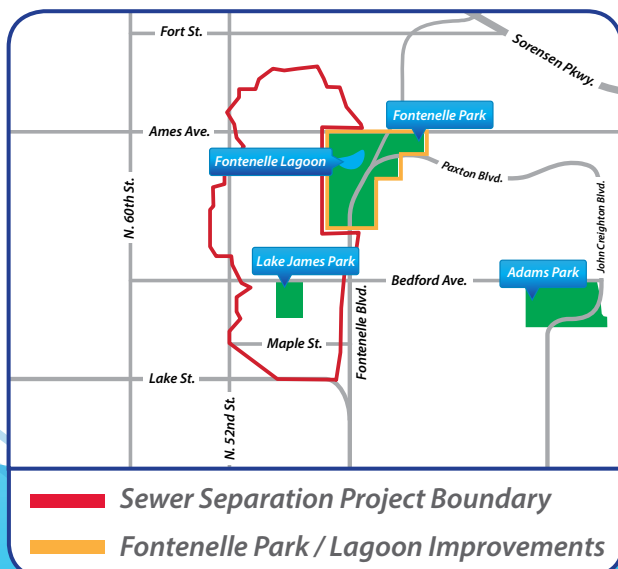 Fort St.
Sorensen Pkwy.
Fontenelle Park
Ames Ave.
Fontenelle Lagoon
Paxton Blvd.
N. 60th St.
John Creighton Blvd.
Lake James Park
Bedford Ave.
Adams Park
Fontenelle Blvd.
Maple St.
Lake St.
N. 52nd St.
Sewer Separation Project Boundary
Fontenelle Park / Lagoon Improvements